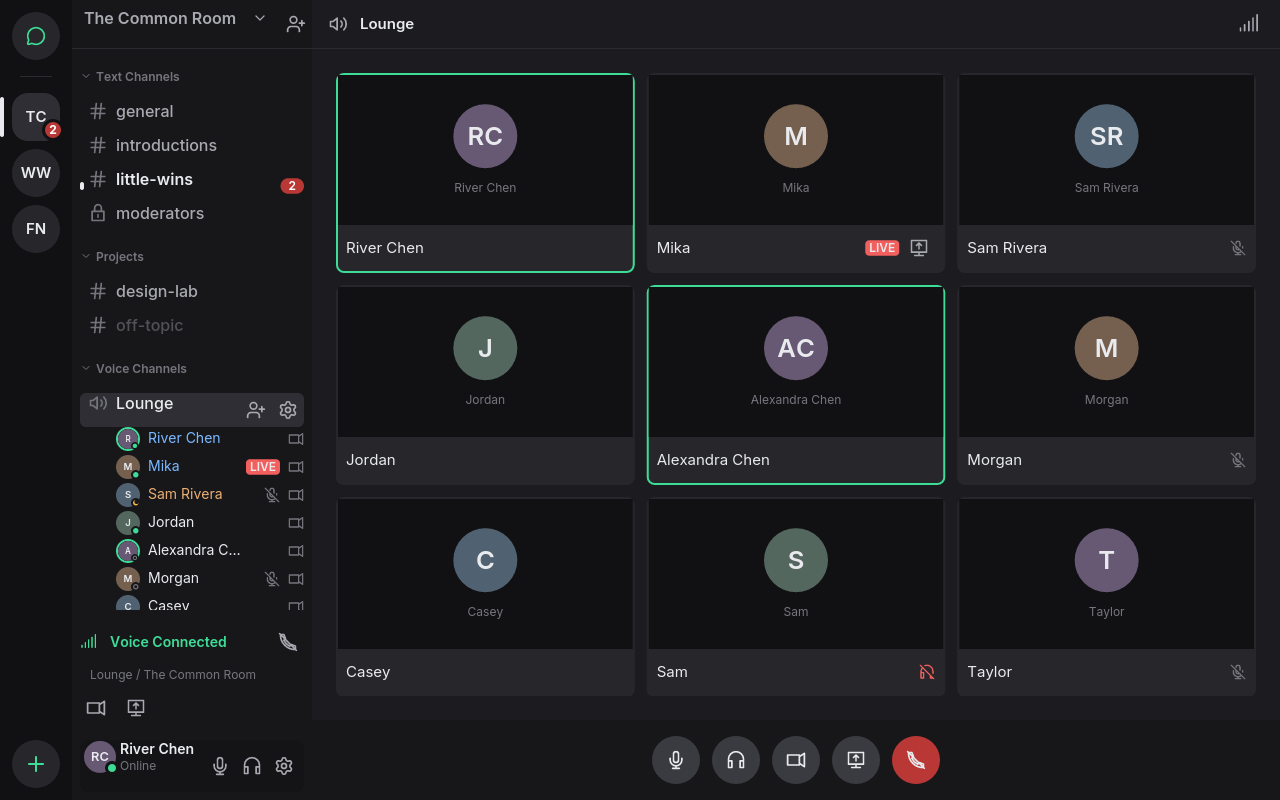 TC
2
WW
FN
The Common Room
Text Channels
general
introductions
little-wins
2
moderators
Projects
design-lab
off-topic
Voice Channels
Lounge
R River Chen
M Mika LIVE
S Sam Rivera
J Jordan
A Alexandra C...
M Morgan
C Casey
Voice Connected
Lounge / The Common Room
RC River Chen
Online
Lounge
RC
River Chen
River Chen
M
Mika
Mika LIVE
SR
Sam Rivera
Sam Rivera
J
Jordan
Jordan
AC
Alexandra Chen
Alexandra Chen
M
Morgan
Morgan
C
Casey
Casey
S
Sam
Sam
T
Taylor
Taylor